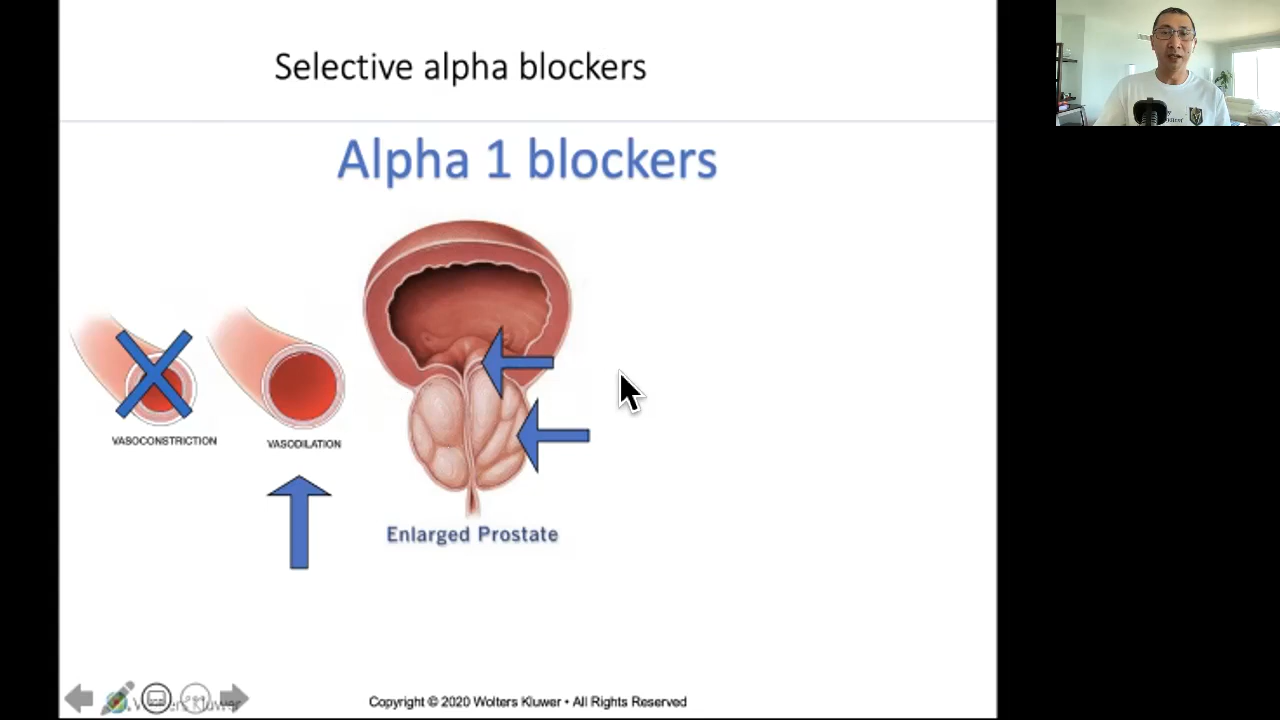 Selective alpha blockers
Alpha 1 blockers
VASOCONSTRICTION
VASODILATION
Enlarged Prostate
Copyright © 2020 Wolters Kluwer • All Rights Reserved